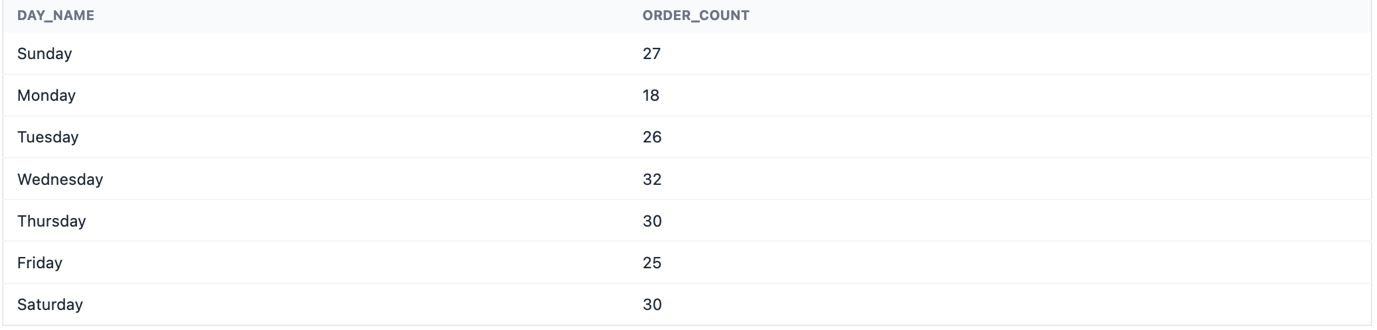 DAY_NAME ORDER_COUNT
Sunday 27
Monday 18
Tuesday 26
Wednesday 32
Thursday 30
Friday 25
Saturday 30